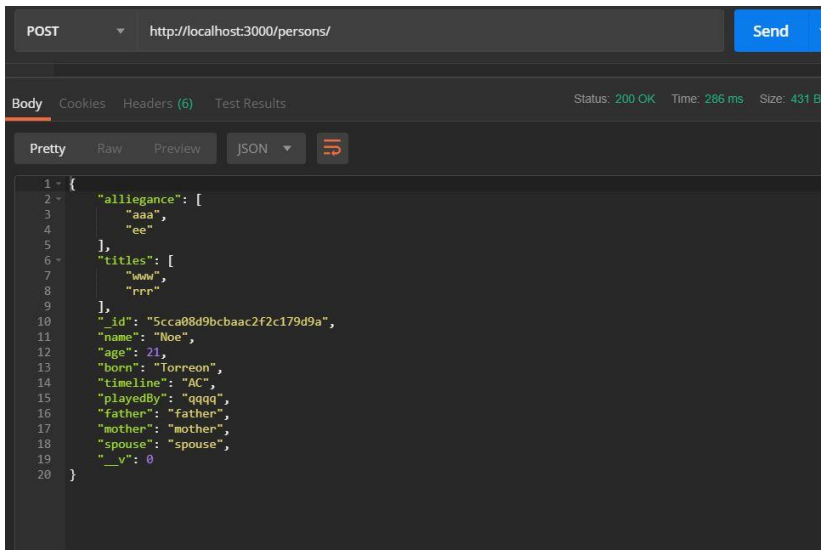 POST http://localhost:3000/persons/ Send
Body Cookies Headers (6) Test Results Status: 200 OK Time: 286 ms Size: 431 B
Pretty Raw Preview JSON
1 {
2 "alliegance": [
3 "aaa",
4 "ee"
5 ],
6 "titles": [
7 "www",
8 "rrr"
9 ],
10 "_id": "5cca08d9bcbaac2f2c179d9a",
11 "name": "Noe",
12 "age": 21,
13 "born": "Torreon",
14 "timeline": "AC",
15 "playedBy": "qqqq",
16 "father": "father",
17 "mother": "mother",
18 "spouse": "spouse",
19 "__v": 0
20 }